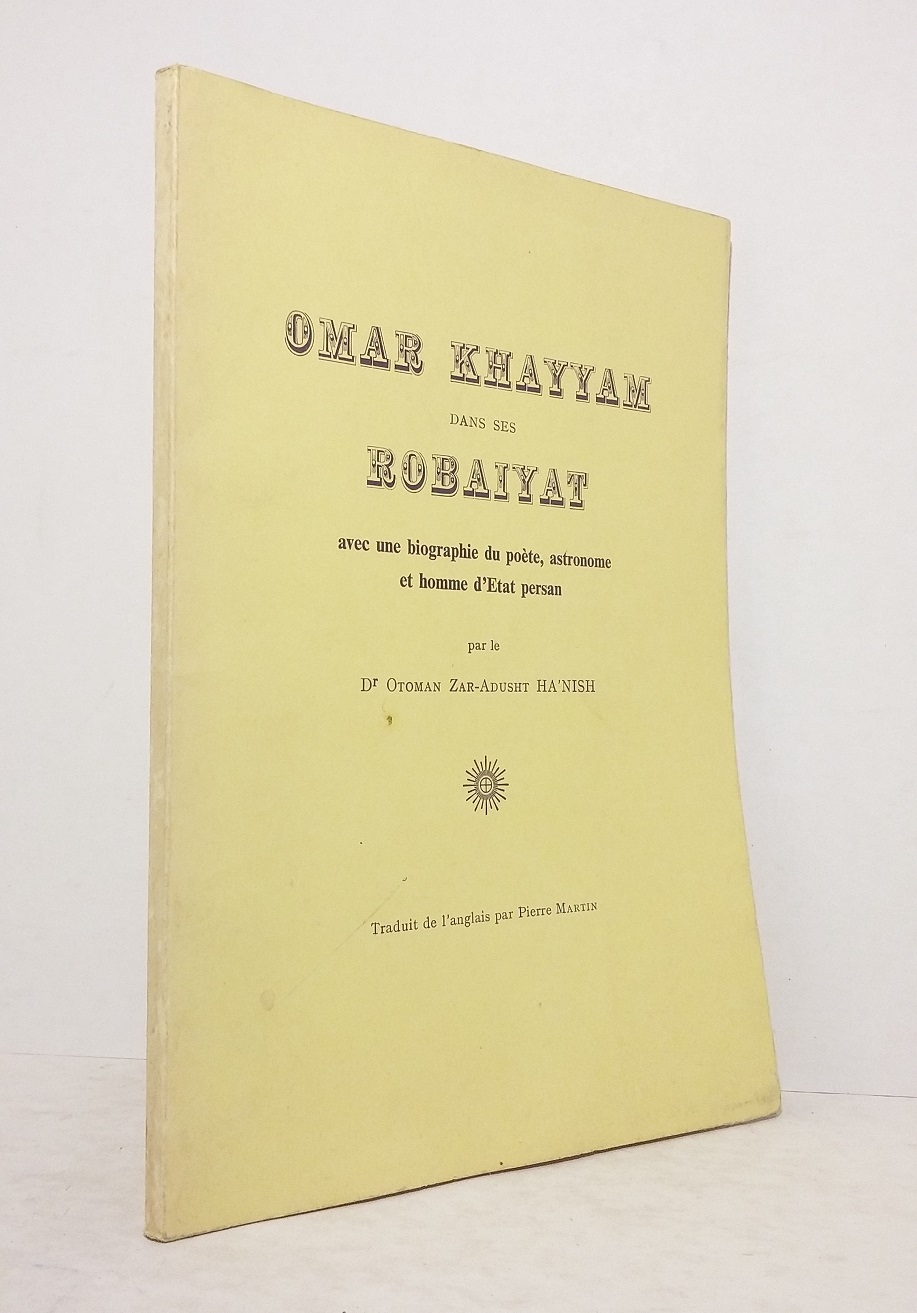 OMAR KHAYYAM
DANS SES
ROBAIYAT
avec une biographie du poète, astronome
et homme d'Etat persan
par le
Dr Otoman Zar-Adusht HA'NISH
Traduit de l'anglais par Pierre Martin